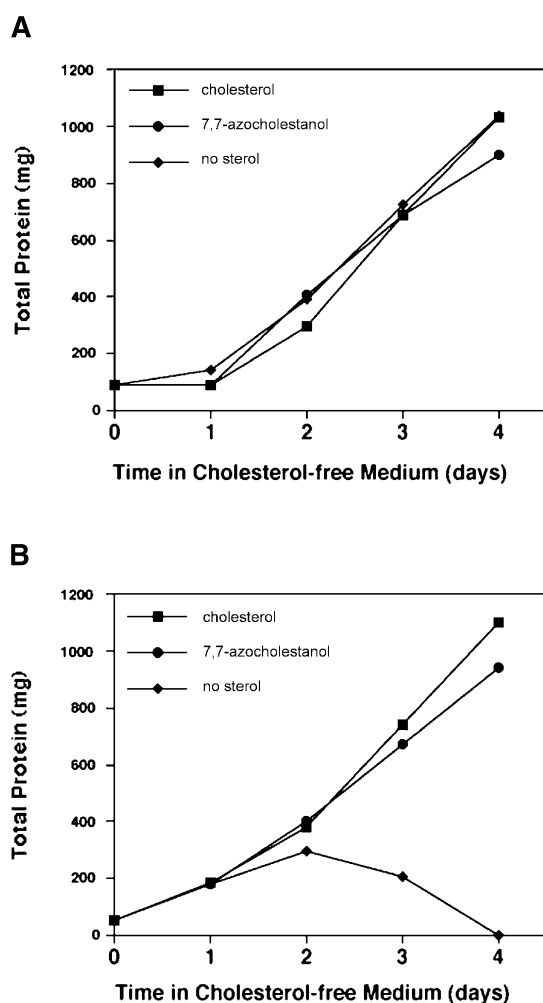 A
1200
1000
800
600
400
200
0
cholesterol
7,7-azocholestanol
no sterol
Total Protein (mg)
0 1 2 3 4
Time in Cholesterol-free Medium (days)
B
1200
1000
800
600
400
200
0
cholesterol
7,7-azocholestanol
no sterol
Total Protein (mg)
0 1 2 3 4
Time in Cholesterol-free Medium (days)